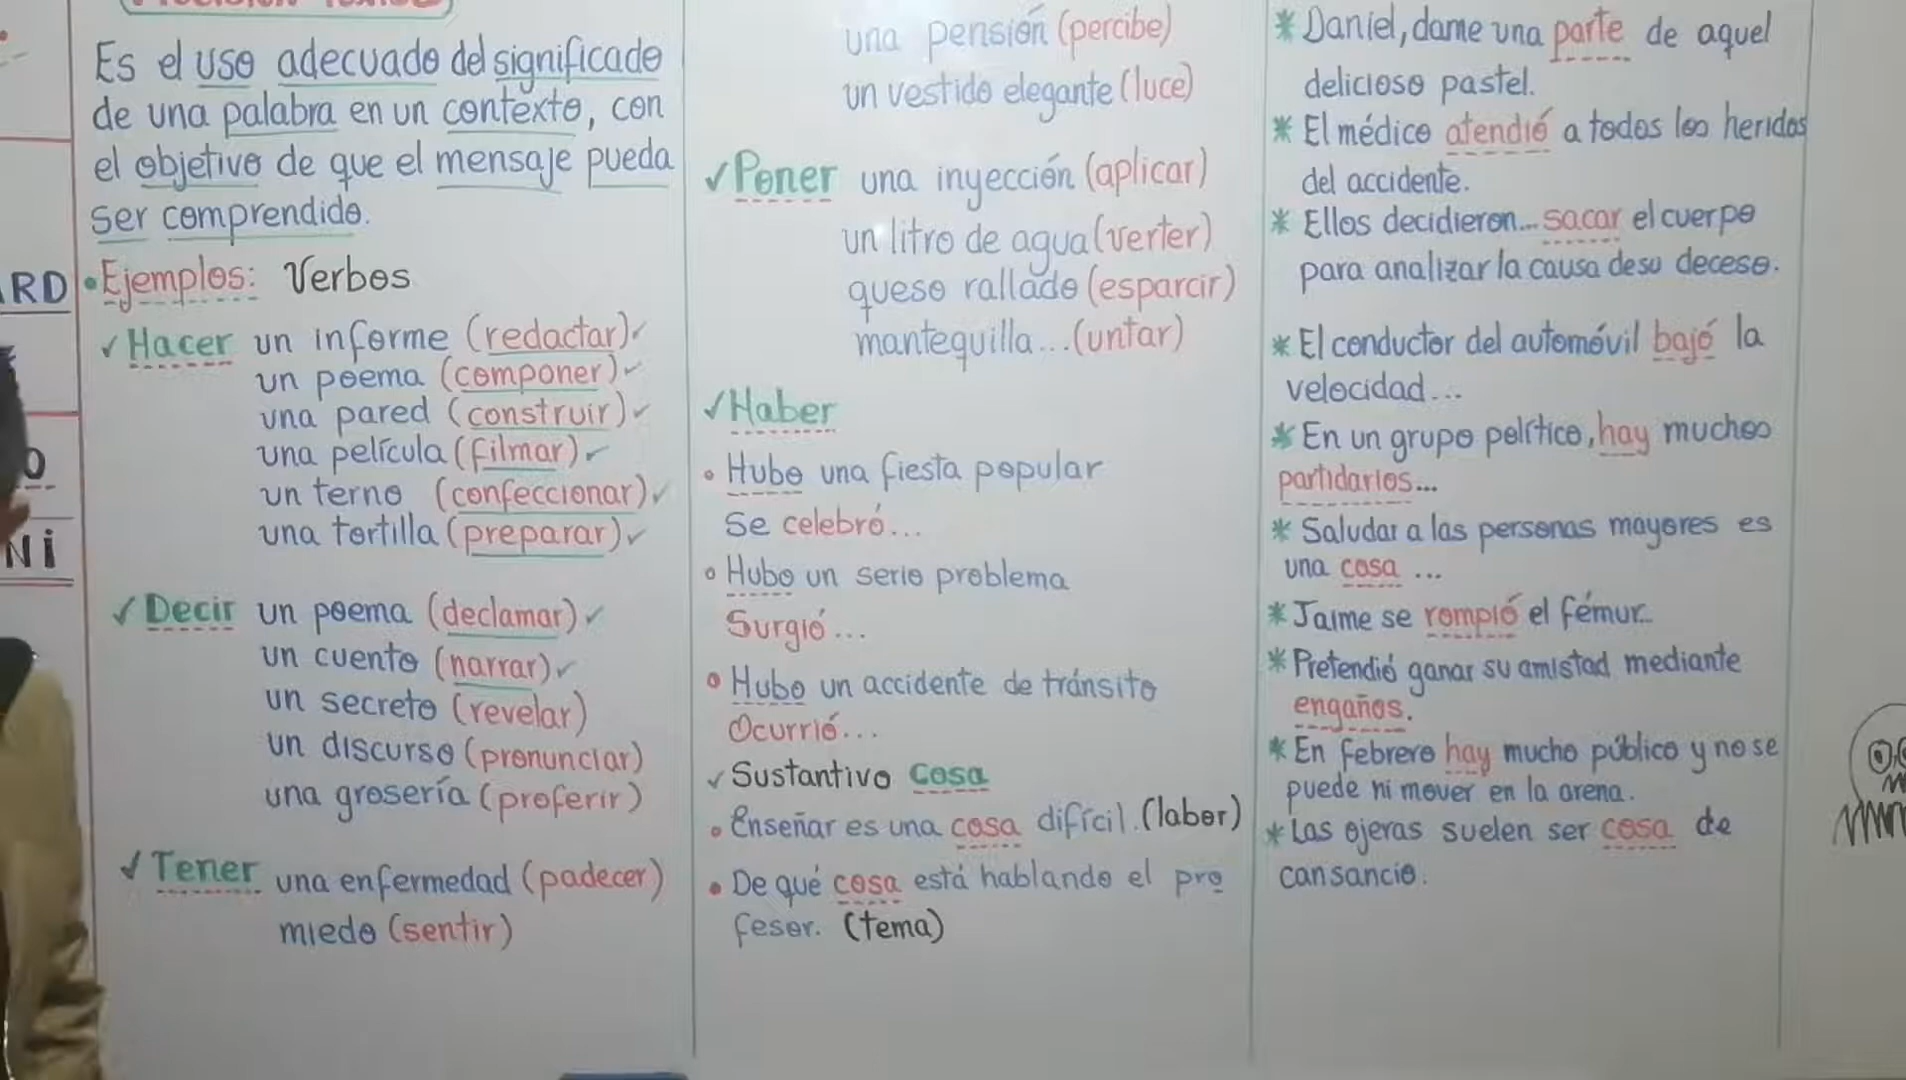 Es el uso adecuado del significado
de una palabra en un contexto, con
el objetivo de que el mensaje pueda
ser comprendido.
•Ejemplos: Verbos
✓Hacer un informe (redactar)✓
un poema (componer)✓
una pared (construir)✓
una película (filmar)✓
un terno (confeccionar)✓
una tortilla (preparar)✓
✓Decir un poema (declamar)✓
un cuento (narrar)✓
un secreto (revelar)
un discurso (pronunciar)
una grosería (proferir)
✓Tener una enfermedad (padecer)
miedo (sentir)
una pensión (percibe)
un vestido elegante (luce)
✓Poner una inyección (aplicar)
un litro de agua (verter)
queso rallado (esparcir)
mantequilla...(untar)
✓Haber
• Hubo una fiesta popular
Se celebró...
• Hubo un serio problema
Surgió...
• Hubo un accidente de tránsito
Ocurrió...
✓Sustantivo Cosa
• Enseñar es una cosa difícil.(labor)
• De qué cosa está hablando el pro
fesor. (tema)
* Daniel, dame una parte de aquel
delicioso pastel.
* El médico atendió a todos los heridos
del accidente.
* Ellos decidieron... sacar el cuerpo
para analizar la causa desu deceso.
* El conductor del automóvil bajó la
velocidad...
* En un grupo político, hay muchos
partidarios...
* Saludar a las personas mayores es
una cosa ...
* Jaime se rompió el fémur...
* Pretendió ganar su amistad mediante
engaños.
* En febrero hay mucho público y no se
puede ni mover en la arena.
* Las ojeras suelen ser cosa de
cansancio.
RD
O
Ni